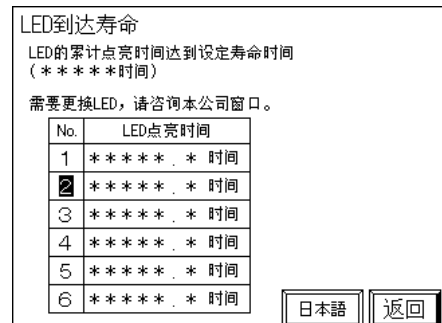 LED到达寿命
LED的累计点亮时间达到设定寿命时间
(*****时间)
需要更换LED，请咨询本公司窗口。
No. LED点亮时间
1 *****.* 时间
2 *****.* 时间
3 *****.* 时间
4 *****.* 时间
5 *****.* 时间
6 *****.* 时间
日本語 返回